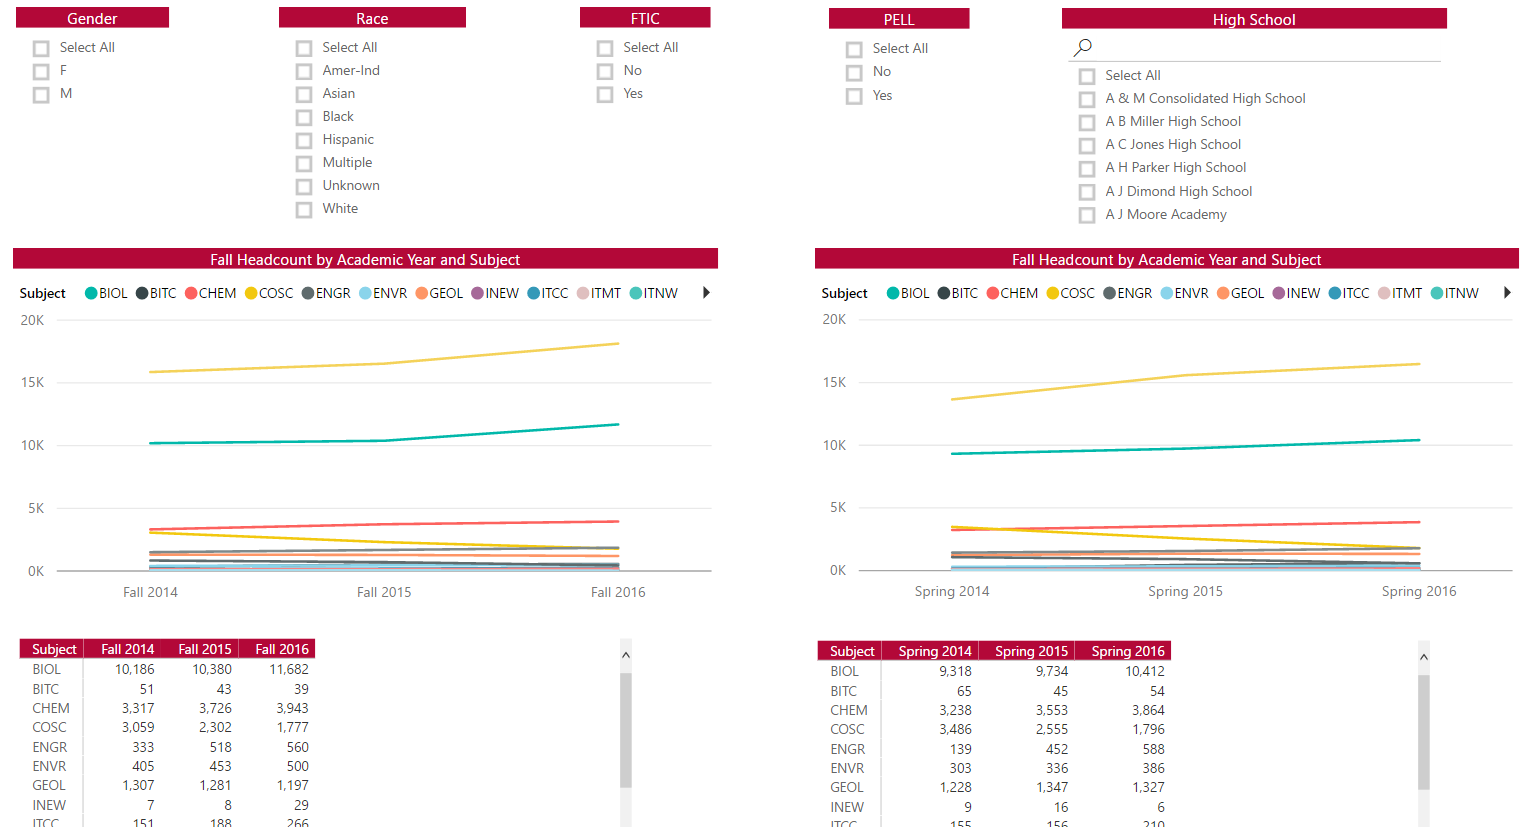 Gender
Select All
F
M
Race
Select All
Amer-Ind
Asian
Black
Hispanic
Multiple
Unknown
White
FTIC
Select All
No
Yes
PELL
Select All
No
Yes
High School
Select All
A & M Consolidated High School
A B Miller High School
A C Jones High School
A H Parker High School
A J Dimond High School
A J Moore Academy
Fall Headcount by Academic Year and Subject
Subject BIOL BITC CHEM COSC ENGR ENVR GEOL INEW ITCC ITMT ITNW
20K
15K
10K
5K
0K
Fall 2014 Fall 2015 Fall 2016
Subject Fall 2014 Fall 2015 Fall 2016
BIOL 10,186 10,380 11,682
BITC 51 43 39
CHEM 3,317 3,726 3,943
COSC 3,059 2,302 1,777
ENGR 333 518 560
ENVR 405 453 500
GEOL 1,307 1,281 1,197
INEW 7 8 29
ITCC 151 188 266
Fall Headcount by Academic Year and Subject
Subject BIOL BITC CHEM COSC ENGR ENVR GEOL INEW ITCC ITMT ITNW
20K
15K
10K
5K
0K
Spring 2014 Spring 2015 Spring 2016
Subject Spring 2014 Spring 2015 Spring 2016
BIOL 9,318 9,734 10,412
BITC 65 45 54
CHEM 3,238 3,553 3,864
COSC 3,486 2,555 1,796
ENGR 139 452 588
ENVR 303 336 386
GEOL 1,228 1,347 1,327
INEW 9 16 6
ITCC 155 156 210